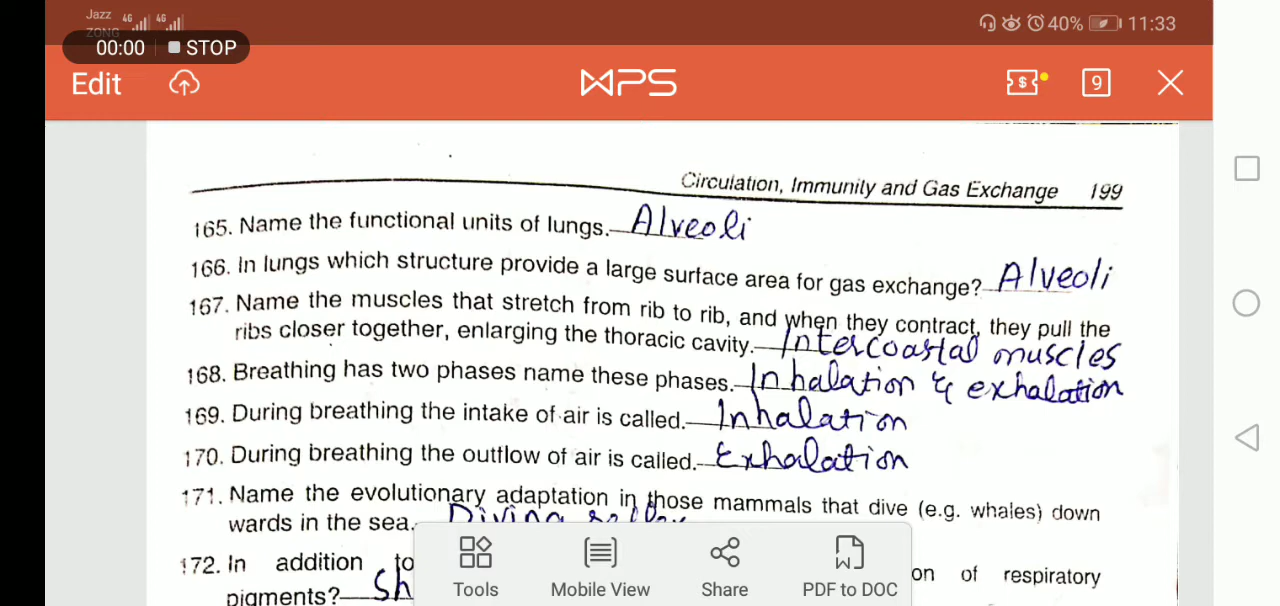 Jazz 4G 4G
ZONG 40% 11:33
00:00 STOP
Edit WPS $ 9
Circulation, Immunity and Gas Exchange 199
165. Name the functional units of lungs. Alveoli
166. In lungs which structure provide a large surface area for gas exchange? Alveoli
167. Name the muscles that stretch from rib to rib, and when they contract, they pull the
ribs closer together, enlarging the thoracic cavity. Intercoastal muscles
168. Breathing has two phases name these phases. Inhalation & exhalation
169. During breathing the intake of air is called. Inhalation
170. During breathing the outflow of air is called. Exhalation
171. Name the evolutionary adaptation in those mammals that dive (e.g. whales) down
wards in the sea. Diving
172. In addition to on of respiratory
pigments? Sh
Tools Mobile View Share PDF to DOC